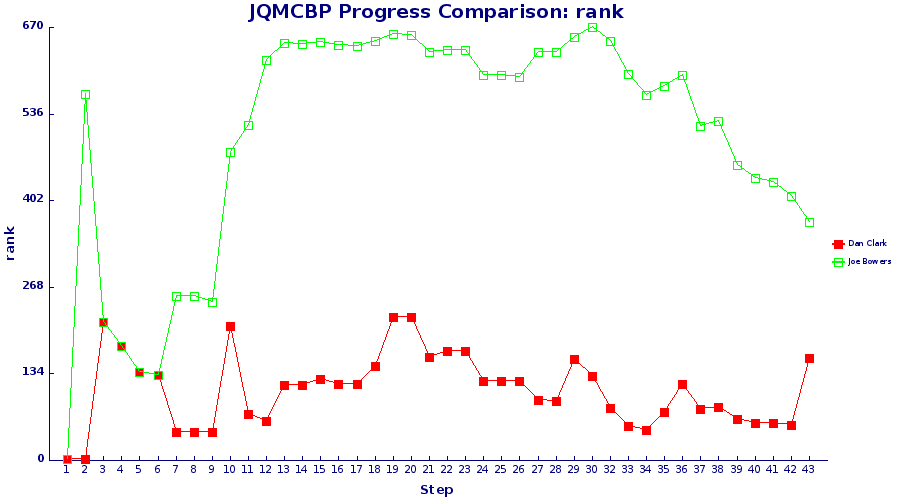 JQMCBP Progress Comparison: rank
670
536
402
268
134
0
rank
1 2 3 4 5 6 7 8 9 10 11 12 13 14 15 16 17 18 19 20 21 22 23 24 25 26 27 28 29 30 31 32 33 34 35 36 37 38 39 40 41 42 43
Step
Dan Clark
Joe Bowers